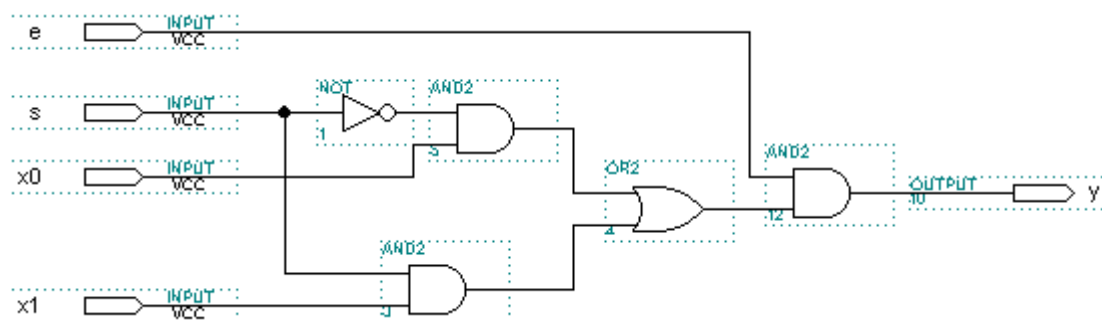 e INPUT VCC
NOT AND2
s INPUT VCC
1
x0 INPUT VCC
OR2 AND2
OUTPUT y
12 10
4
AND2
x1 INPUT VCC